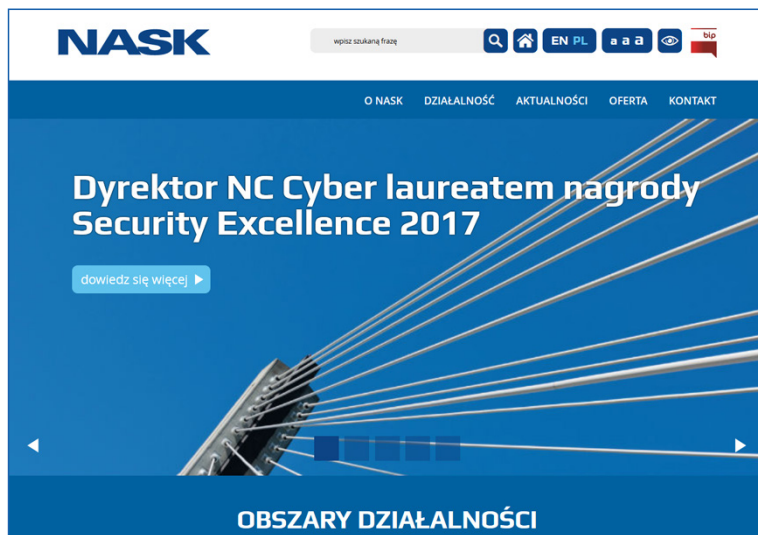 NASK
wpisz szukaną frazę
EN PL
a a a
bip
O NASK DZIAŁALNOŚĆ AKTUALNOŚCI OFERTA KONTAKT
Dyrektor NC Cyber laureatem nagrody
Security Excellence 2017
dowiedz się więcej
OBSZARY DZIAŁALNOŚCI